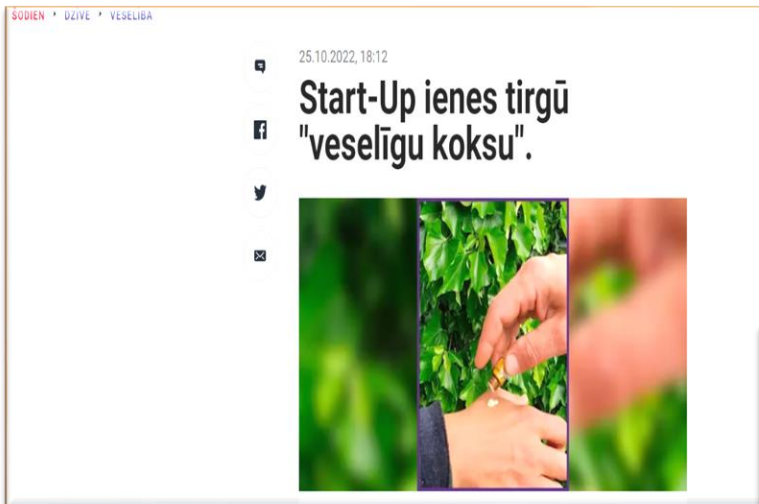 ŠODIEN • DZĪVE • VESELĪBA
25.10.2022, 18:12
Start-Up ienes tirgū
"veselīgu koksu".